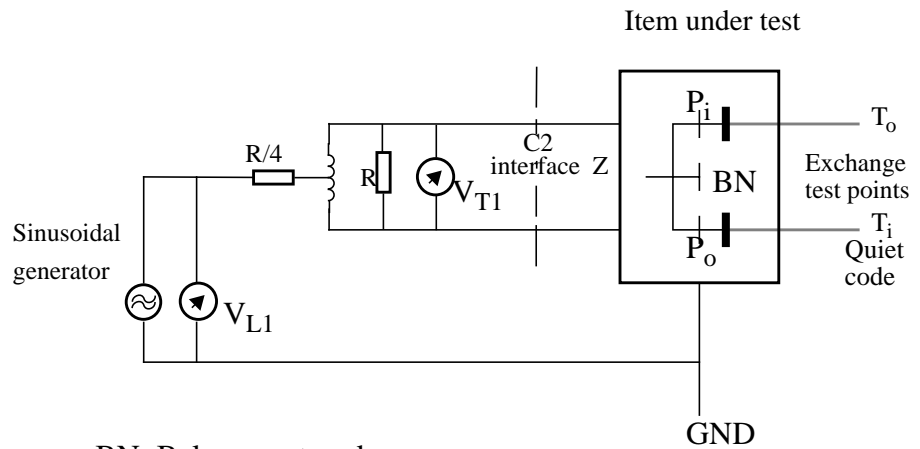 Item under test
Pi
To
C2
R/4
interface Z
Exchange
R
BN
test points
VT1
Ti
Sinusoidal
Po
Quiet
generator
code
VL1
GND